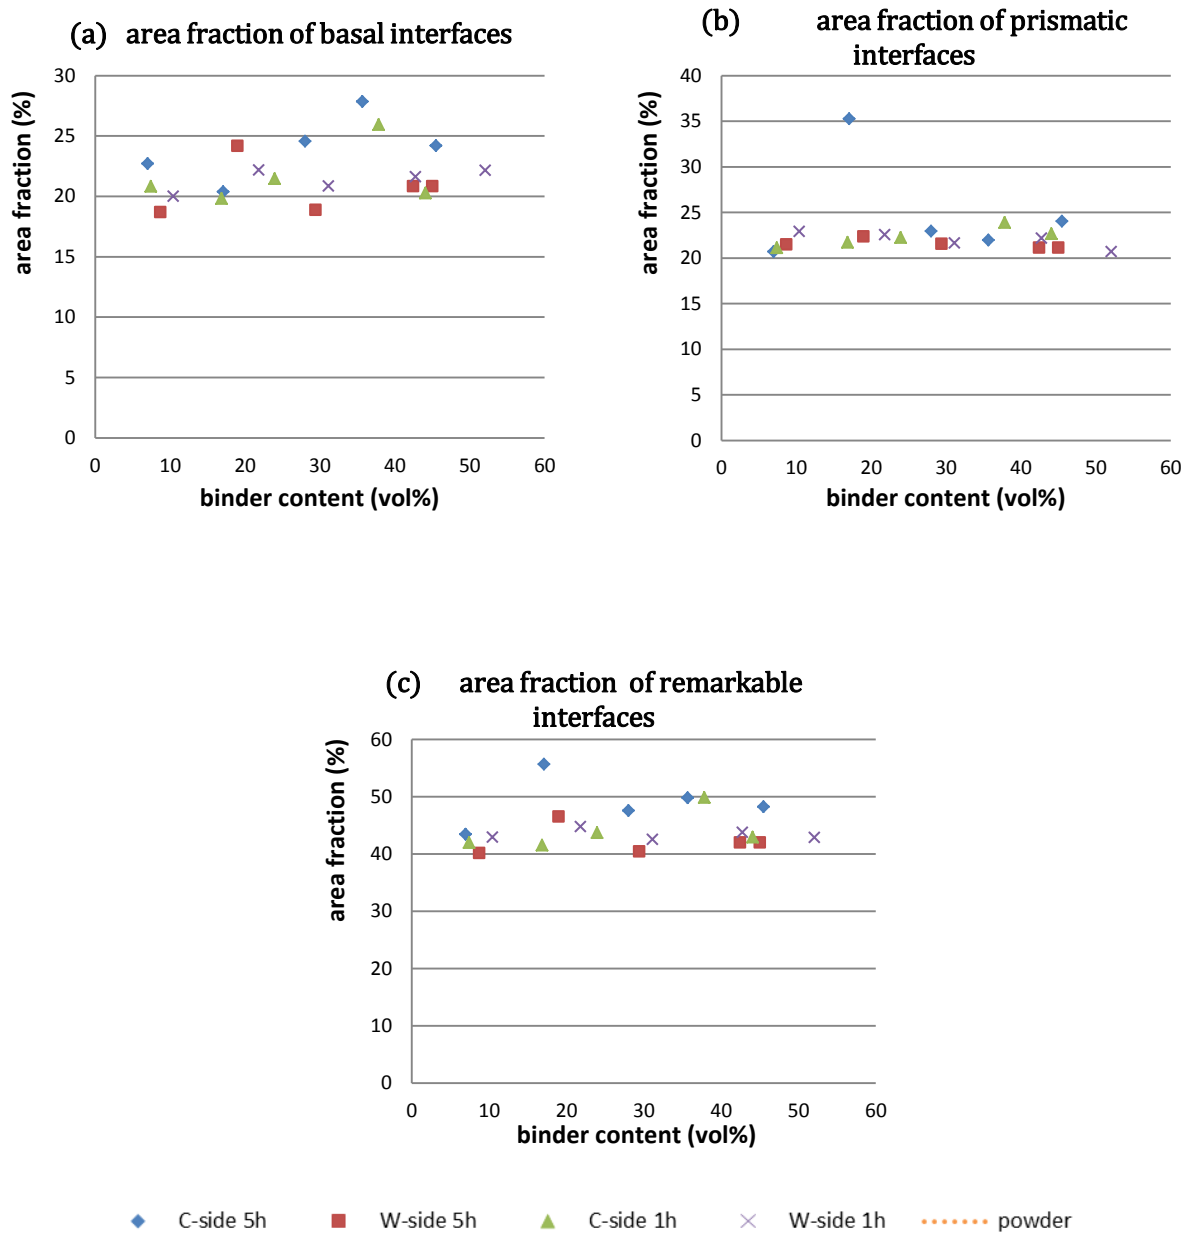 (a) area fraction of basal interfaces
30
25
20
15
10
5
0
0 10 20 30 40 50 60
area fraction (%)
binder content (vol%)
(b) area fraction of prismatic
interfaces
40
35
30
25
20
15
10
5
0
0 10 20 30 40 50 60
area fraction (%)
binder content (vol%)
(c) area fraction of remarkable
interfaces
60
50
40
30
20
10
0
0 10 20 30 40 50 60
area fraction (%)
binder content (vol%)
C-side 5h W-side 5h C-side 1h W-side 1h powder